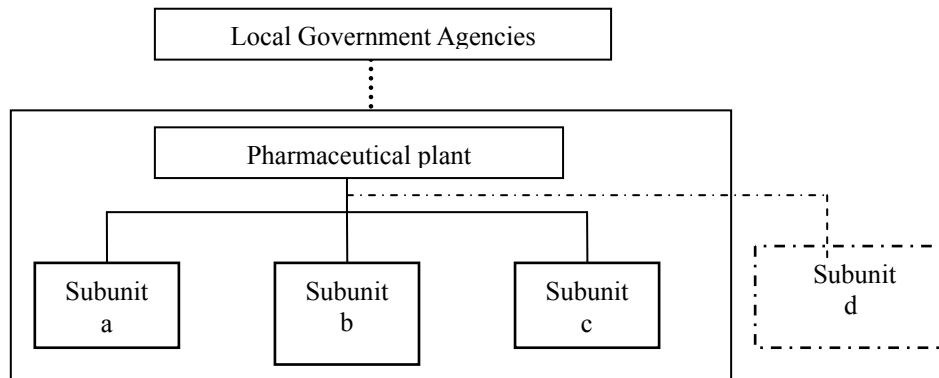 Local Government Agencies
Pharmaceutical plant
Subunit
a
Subunit
b
Subunit
c
Subunit
d